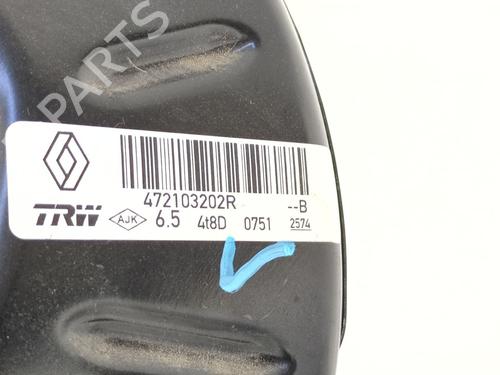 B-PARTS
472103202R --B
TRW AJK 6.5 4t8D 0751 2574